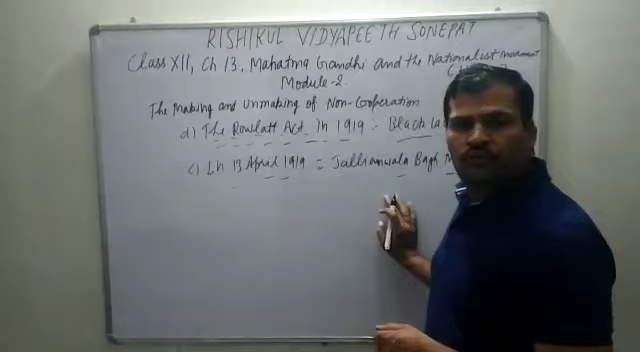 RISHIKUL VIDYAPEETH SONEPAT
Class XII, Ch 13, Mahatma Gandhi and the Nationalist movement
Module-2
The Making and Unmaking of Non-Cooperation
d) The Rowlatt Act In 1919 :- Black La
e) In 13 April 1919 = Jallianwala Bagh M